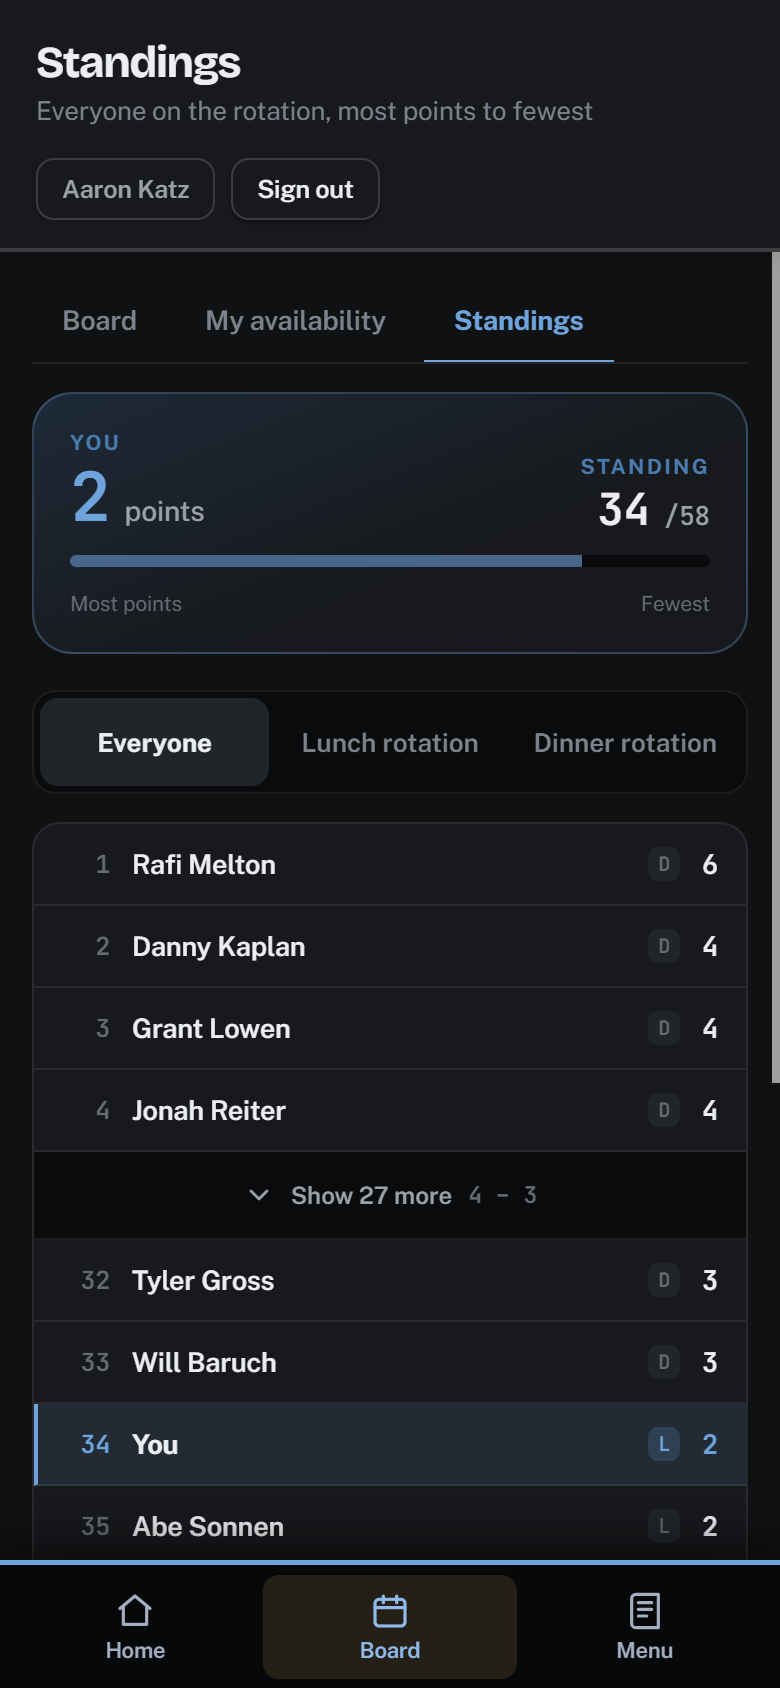 Standings
Everyone on the rotation, most points to fewest
Aaron Katz
Sign out
Board
My availability
Standings
YOU
2 points
STANDING
34 /58
Most points
Fewest
Everyone
Lunch rotation
Dinner rotation
1 Rafi Melton D 6
2 Danny Kaplan D 4
3 Grant Lowen D 4
4 Jonah Reiter D 4
Show 27 more 4 – 3
32 Tyler Gross D 3
33 Will Baruch D 3
34 You L 2
35 Abe Sonnen L 2
Home
Board
Menu